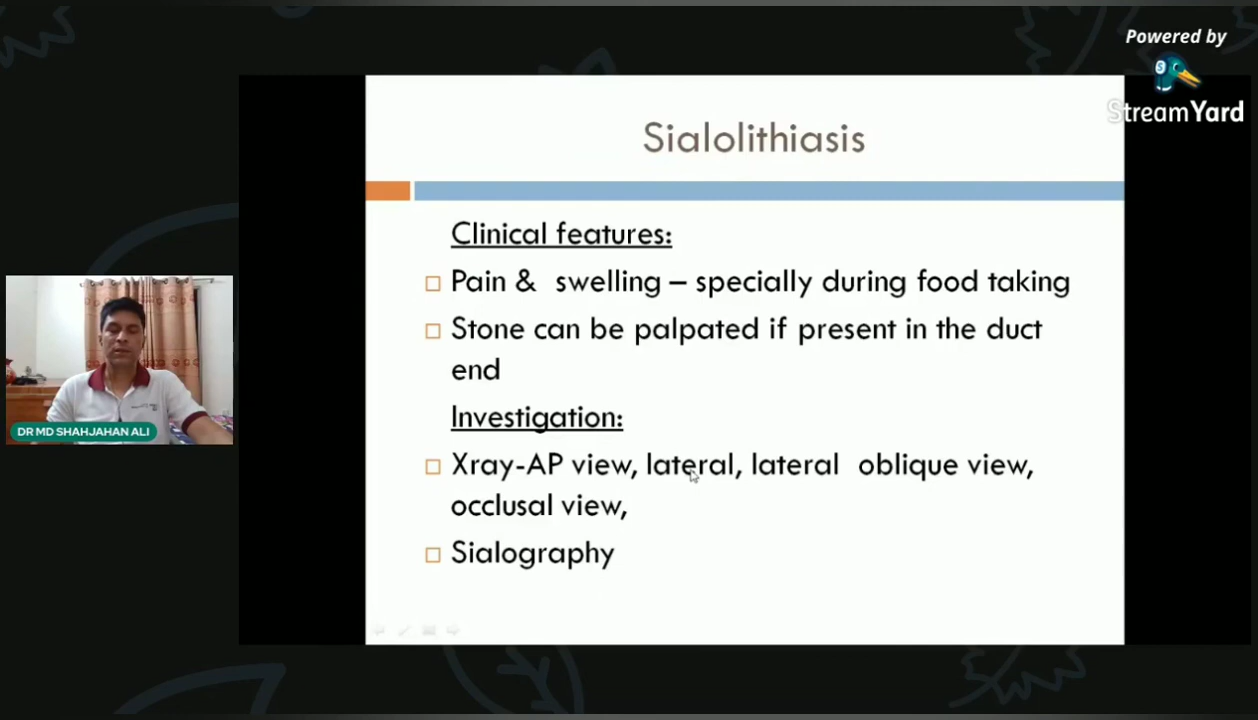 Powered by
StreamYard
Sialolithiasis
Clinical features:
Pain & swelling – specially during food taking
Stone can be palpated if present in the duct
end
Investigation:
Xray-AP view, lateral, lateral oblique view,
occlusal view,
Sialography
DR MD SHAHJAHAN ALI